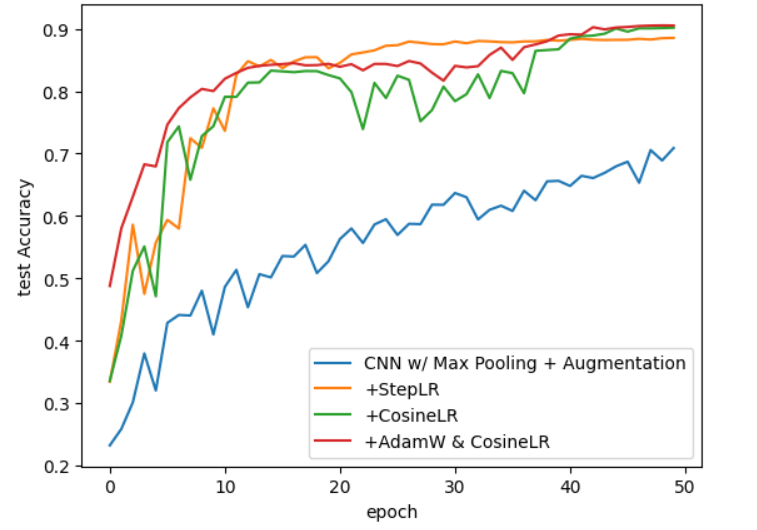 0.9
0.8
0.7
0.6
0.5
0.4
0.3
0.2
test Accuracy
CNN w/ Max Pooling + Augmentation
+StepLR
+CosineLR
+AdamW & CosineLR
0 10 20 30 40 50
epoch